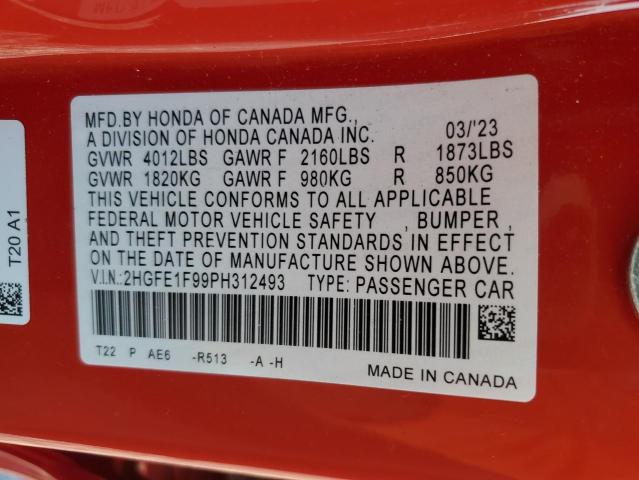 MFD.BY HONDA OF CANADA MFG.,
A DIVISION OF HONDA CANADA INC. 03/'23
GVWR 4012LBS GAWR F 2160LBS R 1873LBS
GVWR 1820KG GAWR F 980KG R 850KG
THIS VEHICLE CONFORMS TO ALL APPLICABLE
FEDERAL MOTOR VEHICLE SAFETY , BUMPER,
AND THEFT PREVENTION STANDARDS IN EFFECT
ON THE DATE OF MANUFACTURE SHOWN ABOVE.
V.I.N.:2HGFE1F99PH312493 TYPE: PASSENGER CAR
T22 P AE6 -R513 -A -H
MADE IN CANADA
T20 A1